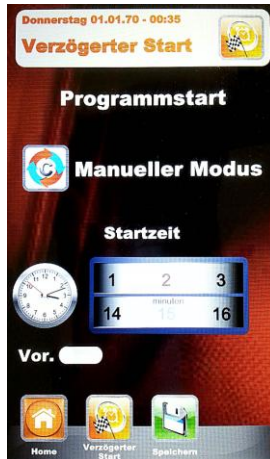 Donnerstag 01.01.70 - 00:35
Verzögerter Start
Programmstart
Manueller Modus
Startzeit
1 2 3
minuten
14 15 16
Vor.
Home
Verzögerter
Start
Speichern